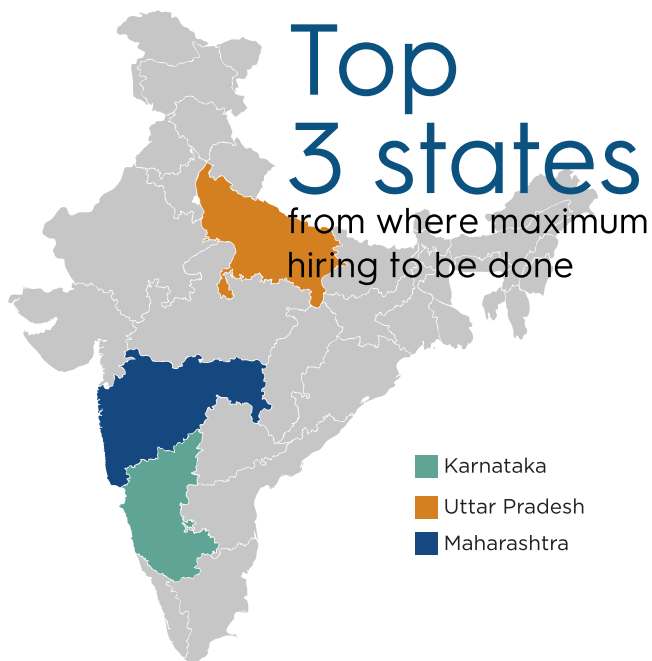 Top
3 states
from where maximum
hiring to be done
Karnataka
Uttar Pradesh
Maharashtra